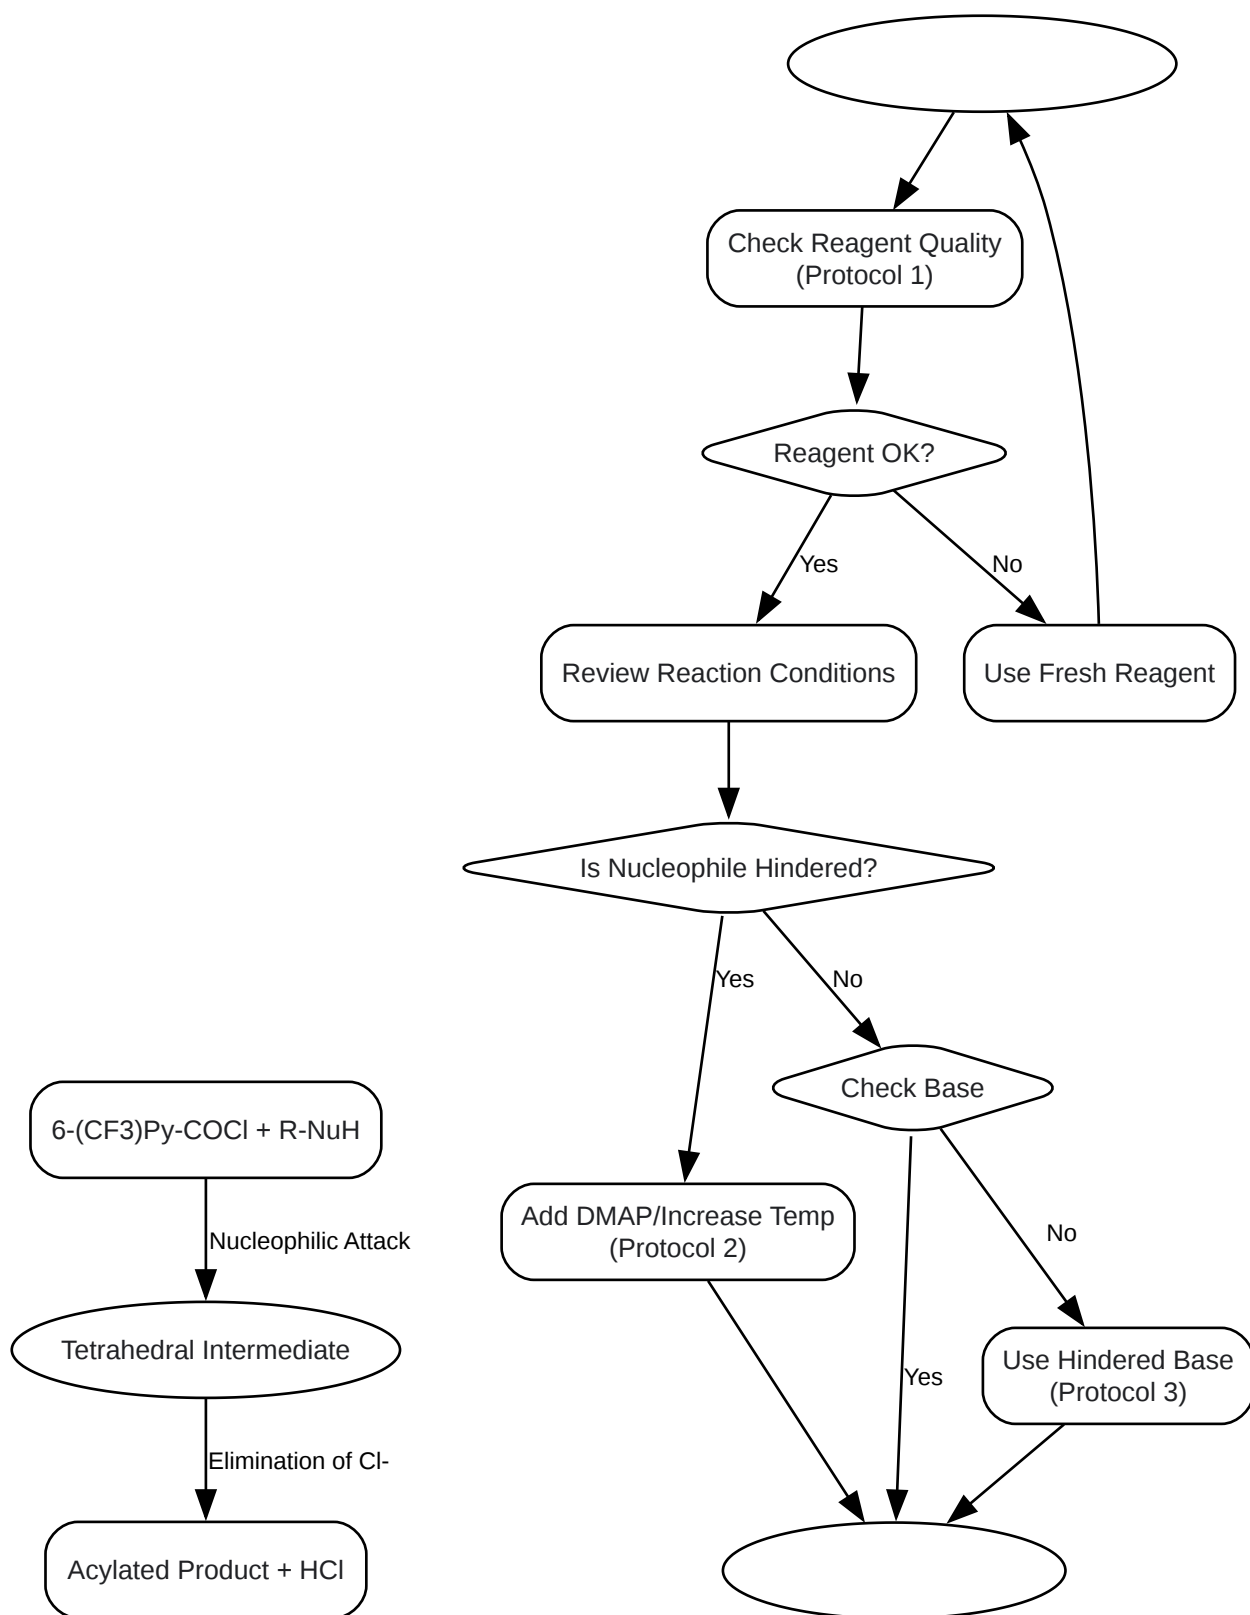 Check Reagent Quality
(Protocol 1)
Reagent OK?
Yes
No
Review Reaction Conditions
Use Fresh Reagent
Is Nucleophile Hindered?
Yes
No
Check Base
Add DMAP/Increase Temp
(Protocol 2)
No
Yes
Use Hindered Base
(Protocol 3)
6-(CF3)Py-COCl + R-NuH
Nucleophilic Attack
Tetrahedral Intermediate
Elimination of Cl-
Acylated Product + HCl